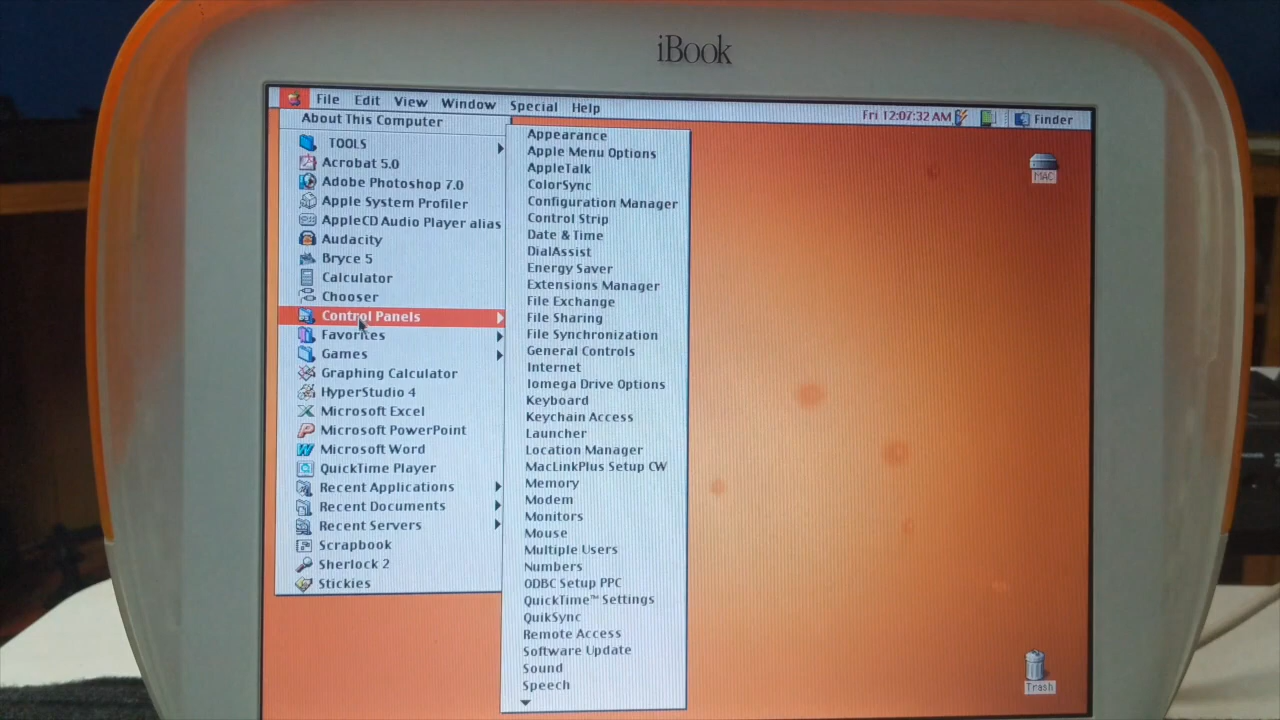 iBook
File Edit View Window Special Help
Fri 12:07:32 AM
Finder
About This Computer
TOOLS
Acrobat 5.0
Adobe Photoshop 7.0
Apple System Profiler
AppleCD Audio Player alias
Audacity
Bryce 5
Calculator
Chooser
Control Panels
Favorites
Games
Graphing Calculator
HyperStudio 4
Microsoft Excel
Microsoft PowerPoint
Microsoft Word
QuickTime Player
Recent Applications
Recent Documents
Recent Servers
Scrapbook
Sherlock 2
Stickies
Appearance
Apple Menu Options
AppleTalk
ColorSync
Configuration Manager
Control Strip
Date & Time
DialAssist
Energy Saver
Extensions Manager
File Exchange
File Sharing
File Synchronization
General Controls
Internet
Iomega Drive Options
Keyboard
Keychain Access
Launcher
Location Manager
MacLinkPlus Setup CW
Memory
Modem
Monitors
Mouse
Multiple Users
Numbers
ODBC Setup PPC
QuickTime™ Settings
QuikSync
Remote Access
Software Update
Sound
Speech
MAC
Trash